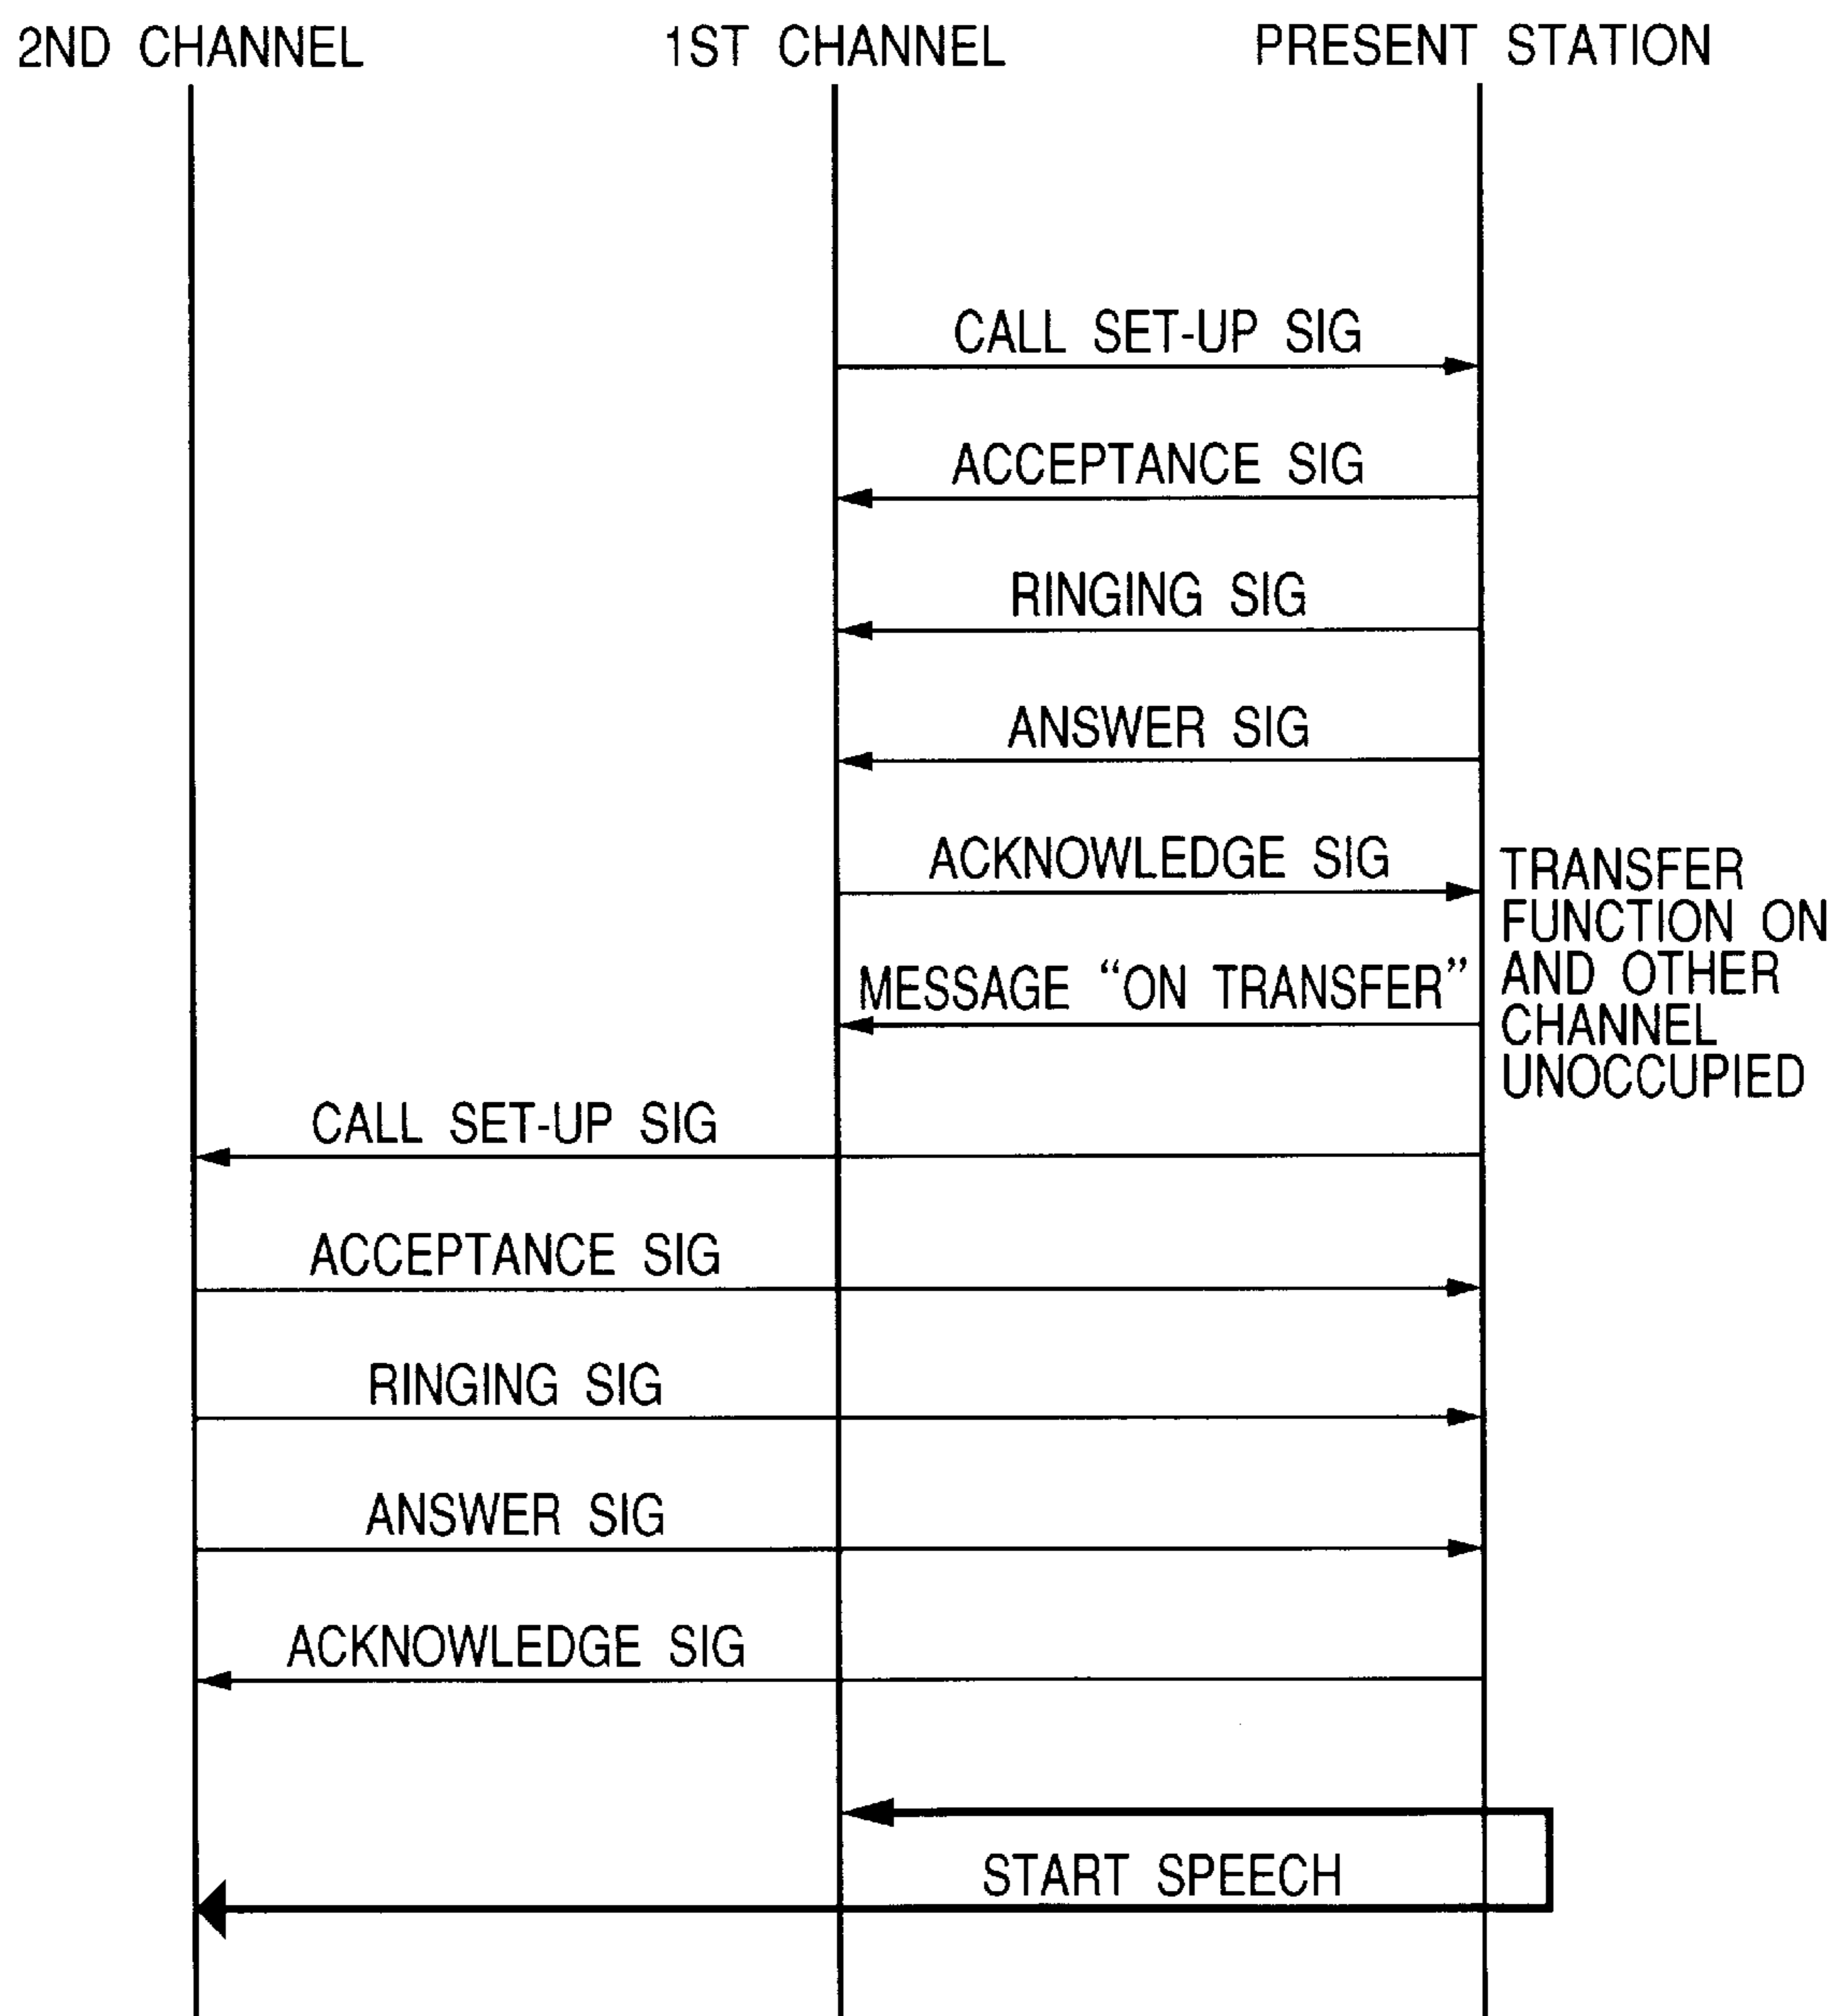 2ND CHANNEL
1ST CHANNEL
PRESENT STATION
CALL SET-UP SIG
ACCEPTANCE SIG
RINGING SIG
ANSWER SIG
ACKNOWLEDGE SIG
TRANSFER
FUNCTION ON
AND OTHER
CHANNEL
UNOCCUPIED
MESSAGE “ON TRANSFER”
CALL SET-UP SIG
ACCEPTANCE SIG
RINGING SIG
ANSWER SIG
ACKNOWLEDGE SIG
START SPEECH